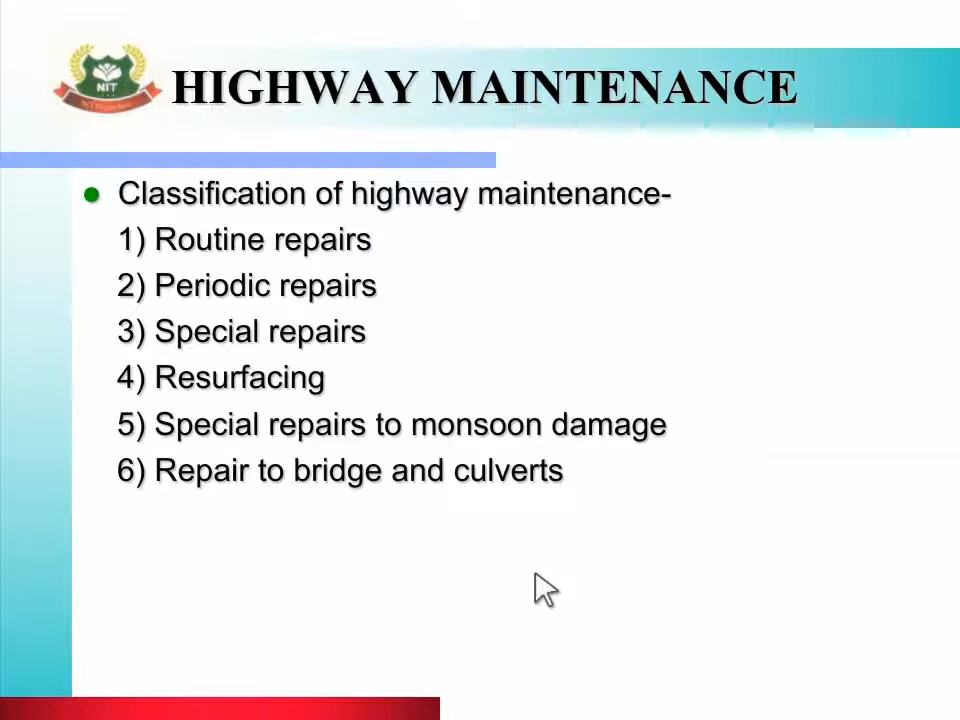 NIT
HIGHWAY MAINTENANCE
Classification of highway maintenance-
1) Routine repairs
2) Periodic repairs
3) Special repairs
4) Resurfacing
5) Special repairs to monsoon damage
6) Repair to bridge and culverts